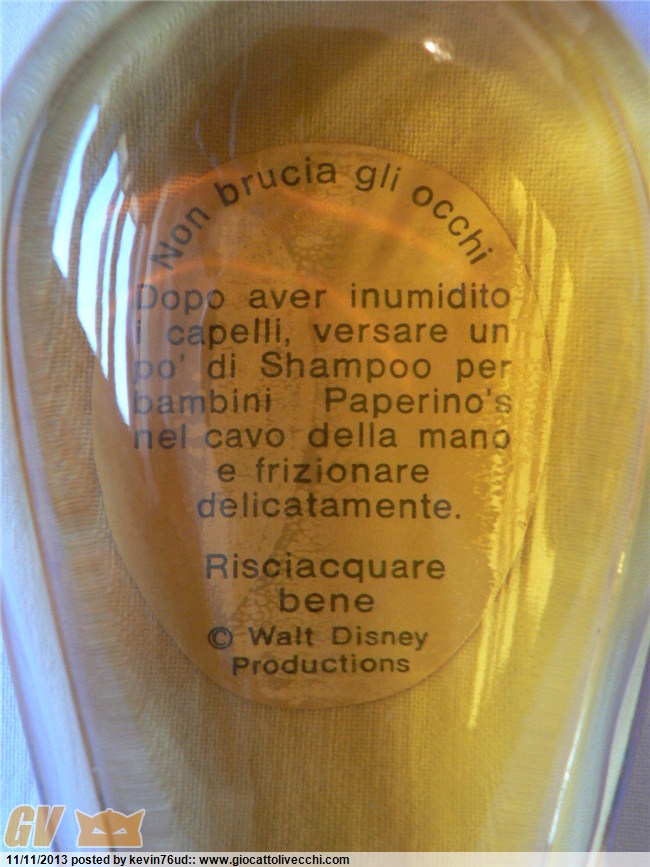 Non brucia gli occhi
Dopo aver inumidito
i capelli, versare un
po' di Shampoo per
bambini Paperino's
nel cavo della mano
e frizionare
delicatamente.
Risciacquare
bene
© Walt Disney
Productions
GV
11/11/2013 posted by kevin76ud:: www.giocattolivecchi.com